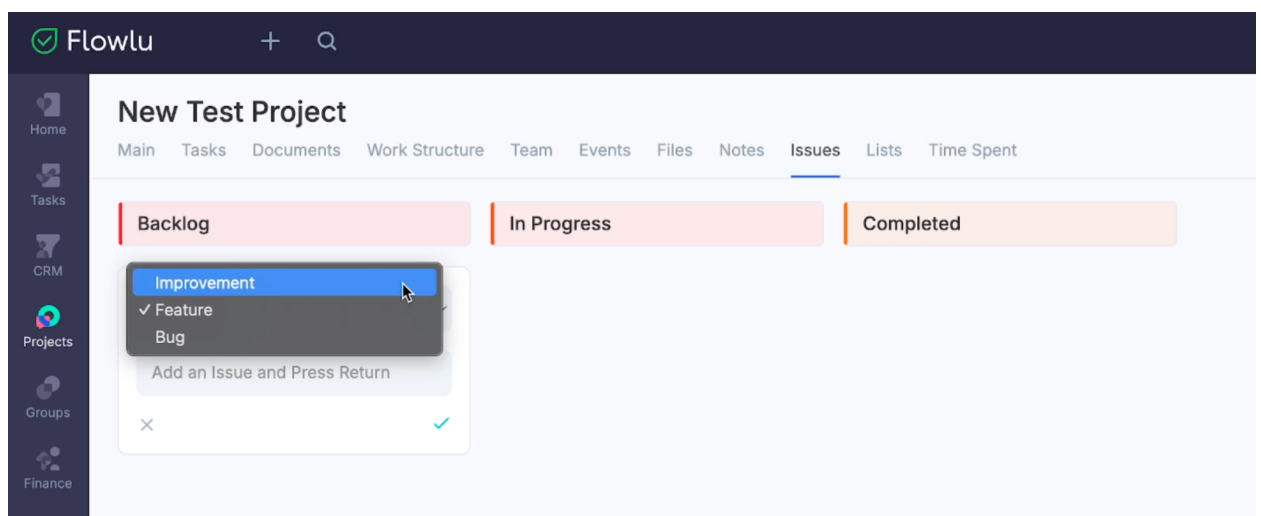 Flowlu
Home
Tasks
CRM
Projects
Groups
Finance
New Test Project
Main Tasks Documents Work Structure Team Events Files Notes Issues Lists Time Spent
Backlog In Progress Completed
Improvement
✓ Feature
Bug
Add an Issue and Press Return